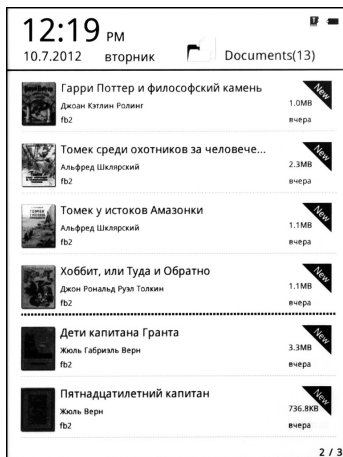 12:19 PM
10.7.2012 вторник Documents(13)
Гарри Поттер и философский камень New
Джоан Кэтлин Ролинг 1.0MB
fb2 вчера
Томек среди охотников за человече... New
Альфред Шклярский 2.3MB
fb2 вчера
Томек у истоков Амазонки New
Альфред Шклярский 1.1MB
fb2 вчера
Хоббит, или Туда и Обратно New
Джон Рональд Руэл Толкин 1.1MB
fb2 вчера
Дети капитана Гранта New
Жюль Габриэль Верн 3.3MB
fb2 вчера
Пятнадцатилетний капитан New
Жюль Верн 736.8KB
fb2 вчера
2 / 3